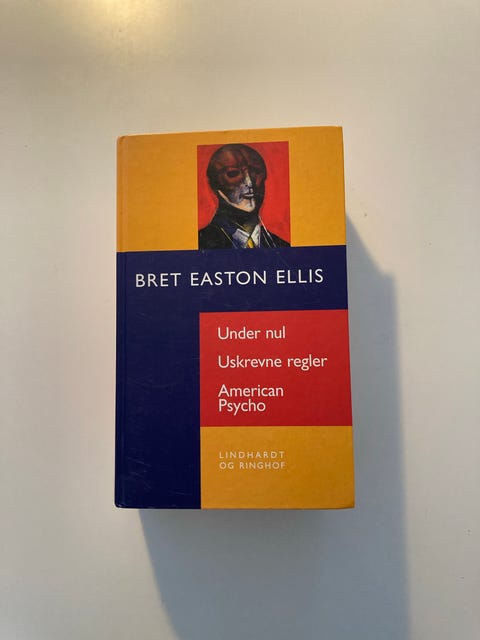 BRET EASTON ELLIS
Under nul
Uskrevne regler
American
Psycho
LINDHARDT
OG RINGHOF